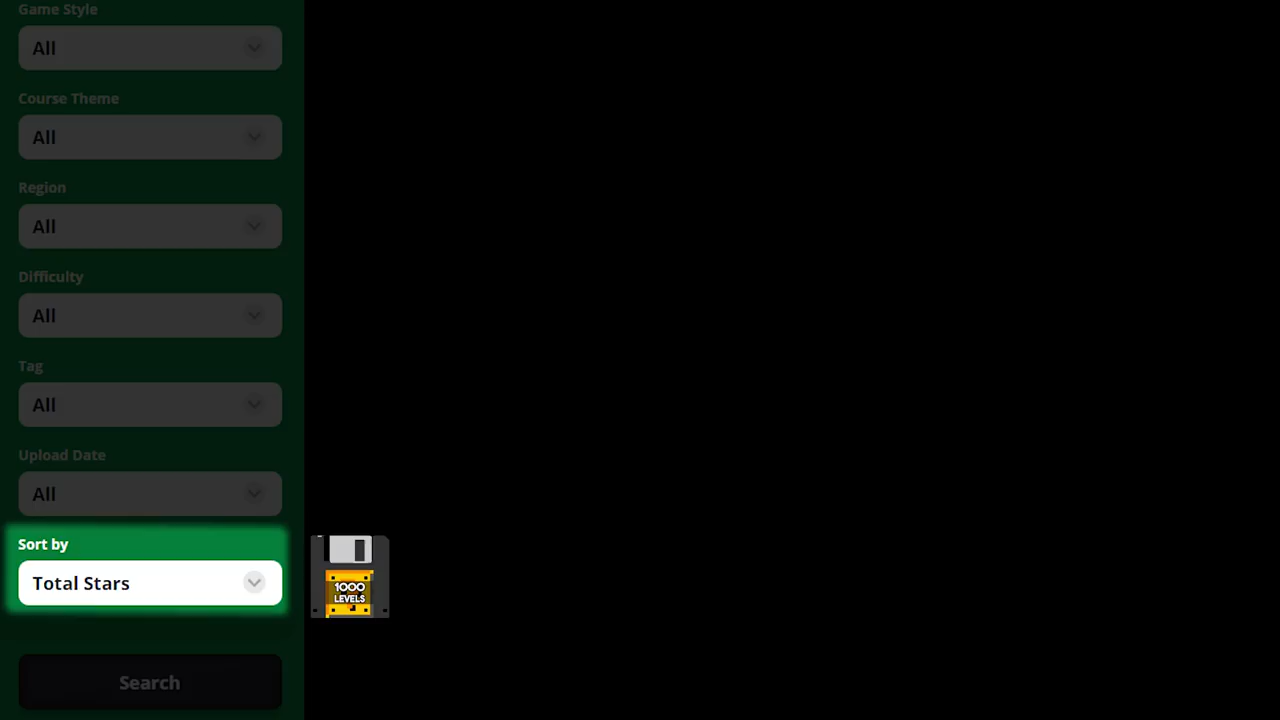 Game Style
All
Course Theme
All
Region
All
Difficulty
All
Tag
All
Upload Date
All
Sort by
Total Stars
1000
LEVELS
Search